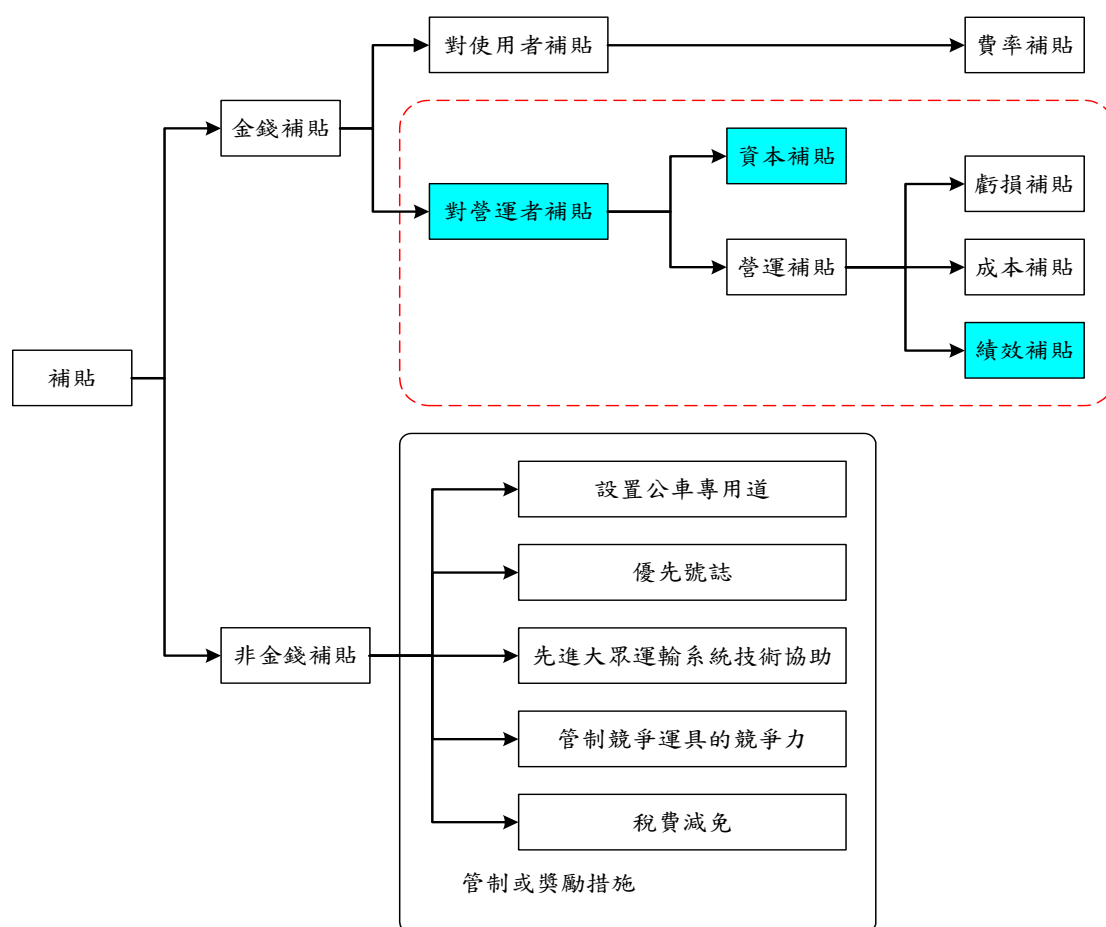 對使用者補貼
費率補貼
金錢補貼
資本補貼
對營運者補貼
虧損補貼
營運補貼
成本補貼
績效補貼
補貼
設置公車專用道
優先號誌
非金錢補貼
先進大眾運輸系統技術協助
管制競爭運具的競爭力
稅費減免
管制或獎勵措施